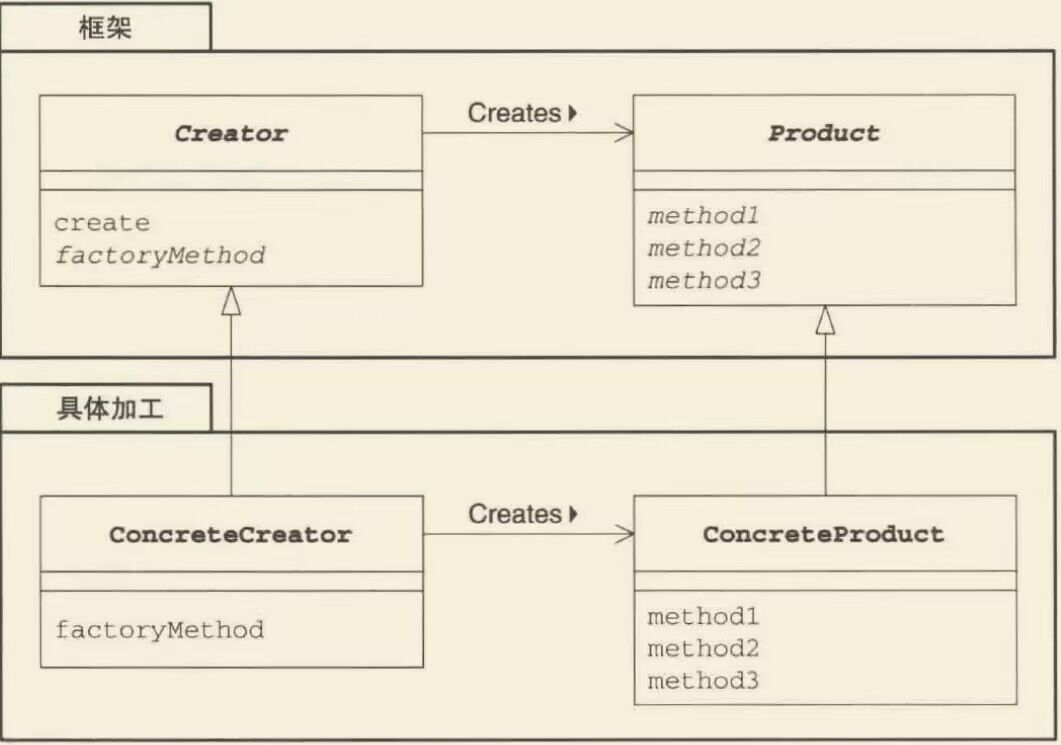 框架
Creator
create
factoryMethod
Creates
Product
method1
method2
method3
具体加工
ConcreteCreator
factoryMethod
Creates
ConcreteProduct
method1
method2
method3